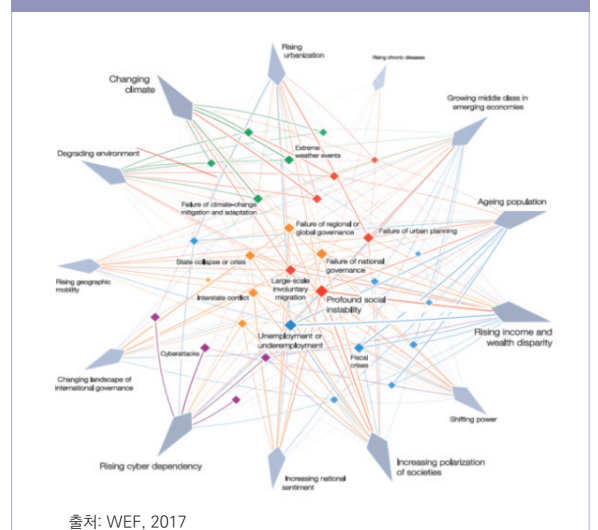 Rising
urbanization
Rising chronic diseases
Changing
climate
Growing middle class in
emerging economies
Degrading environment
Extreme
weather events
Ageing population
Failure of climate-change
mitigation and adaptation
Failure of regional or
global governance
Failure of urban planning
State collapse or crisis
Failure of national
governance
Rising geographic
mobility
Large-scale
involuntary
migration
Interstate conflict
Profound social
instability
Rising income and
wealth disparity
Unemployment or
underemployment
Cyberattacks
Fiscal
crises
Changing landscape of
international governance
Shifting power
Rising cyber dependency
Increasing national
sentiment
Increasing polarization
of societies
출처: WEF, 2017